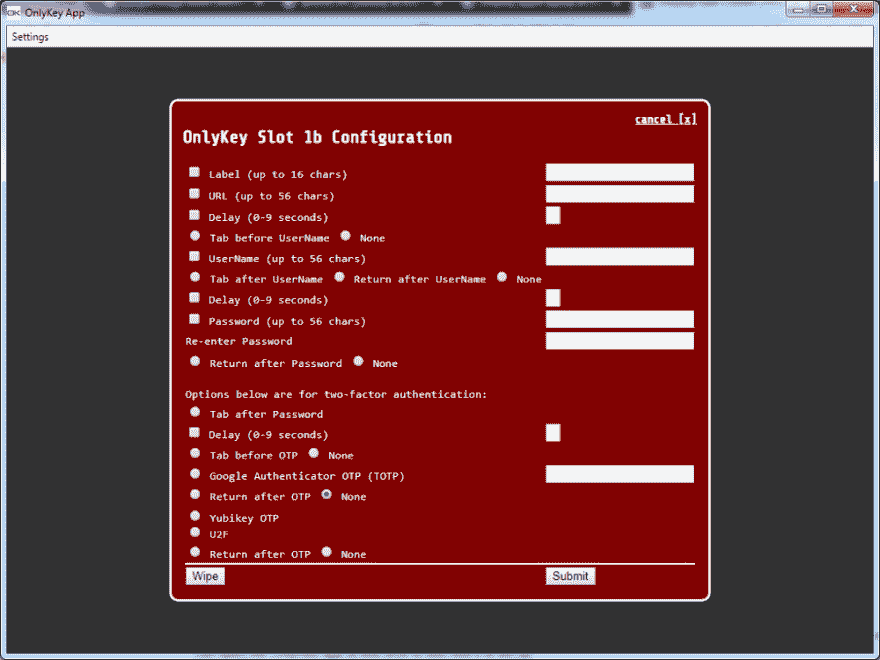 OK OnlyKey App
Settings
cancel [x]
OnlyKey Slot 1b Configuration
Label (up to 16 chars)
URL (up to 56 chars)
Delay (0-9 seconds)
Tab before UserName None
UserName (up to 56 chars)
Tab after UserName Return after UserName None
Delay (0-9 seconds)
Password (up to 56 chars)
Re-enter Password
Return after Password None
Options below are for two-factor authentication:
Tab after Password
Delay (0-9 seconds)
Tab before OTP None
Google Authenticator OTP (TOTP)
Return after OTP None
Yubikey OTP
U2F
Return after OTP None
Wipe Submit